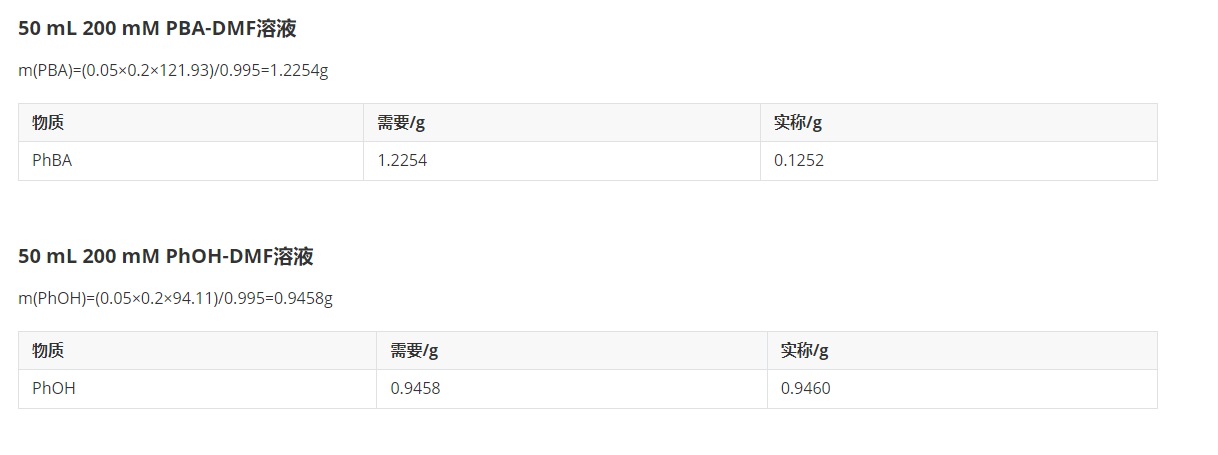 50 mL 200 mM PBA-DMF溶液
m(PBA)=(0.05×0.2×121.93)/0.995=1.2254g
物质 需要/g 实称/g
PhBA 1.2254 0.1252
50 mL 200 mM PhOH-DMF溶液
m(PhOH)=(0.05×0.2×94.11)/0.995=0.9458g
物质 需要/g 实称/g
PhOH 0.9458 0.9460